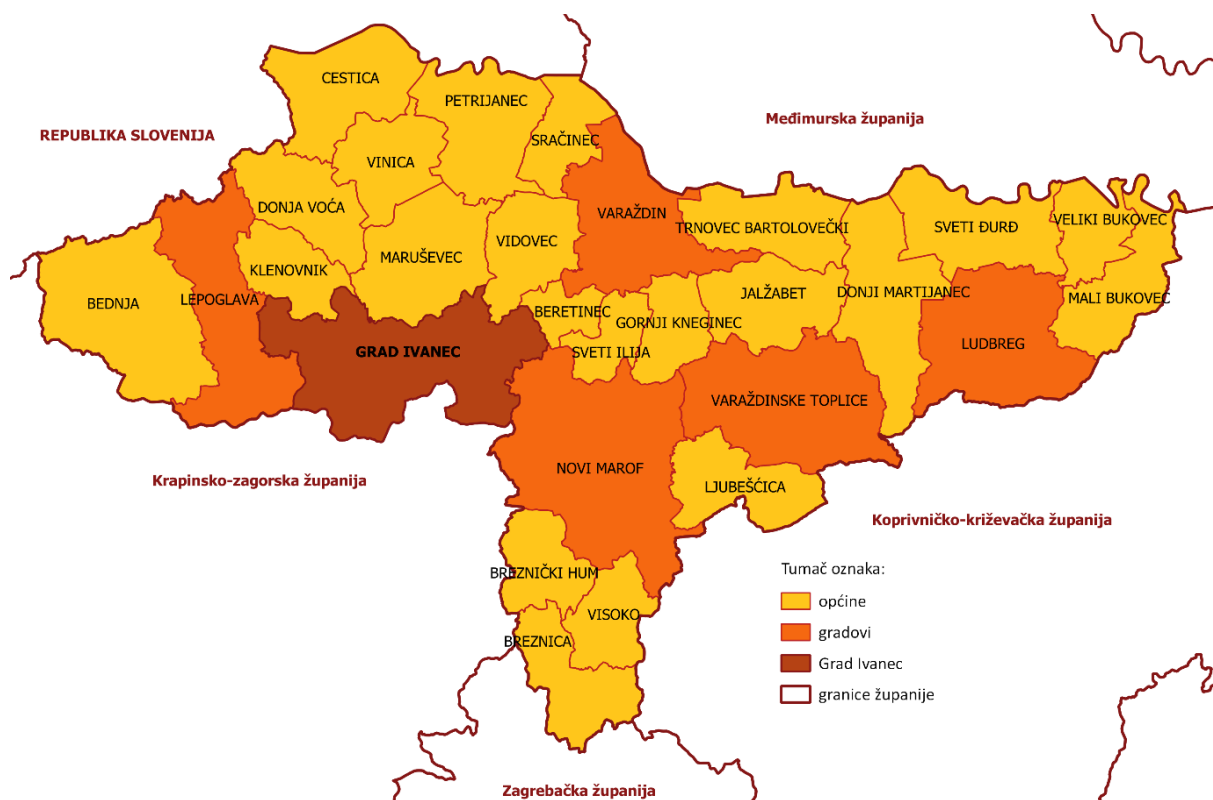 CESTICA
PETRIJANEC
Međimurska županija
REPUBLIKA SLOVENIJA
SRAČINEC
VINICA
DONJA VOĆA
VARAŽDIN
TRNOVEC BARTOLOVEČKI
SVETI ĐURĐ
VELIKI BUKOVEC
VIDOVEC
MARUŠEVEC
KLENOVNIK
BEDNJA
LEPOGLAVA
JALŽABET
DONJI MARTIJANEC
MALI BUKOVEC
BERETINEC
GORNJI KNEGINEC
LUDBREG
GRAD IVANEC
SVETI ILIJA
VARAŽDINSKE TOPLICE
NOVI MAROF
Krapinsko-zagorska županija
LJUBEŠĆICA
Koprivničko-križevačka županija
BREZNIČKI HUM
VISOKO
BREZNICA
Tumač oznaka:
općine
gradovi
Grad Ivanec
granice županije
Zagrebačka županija